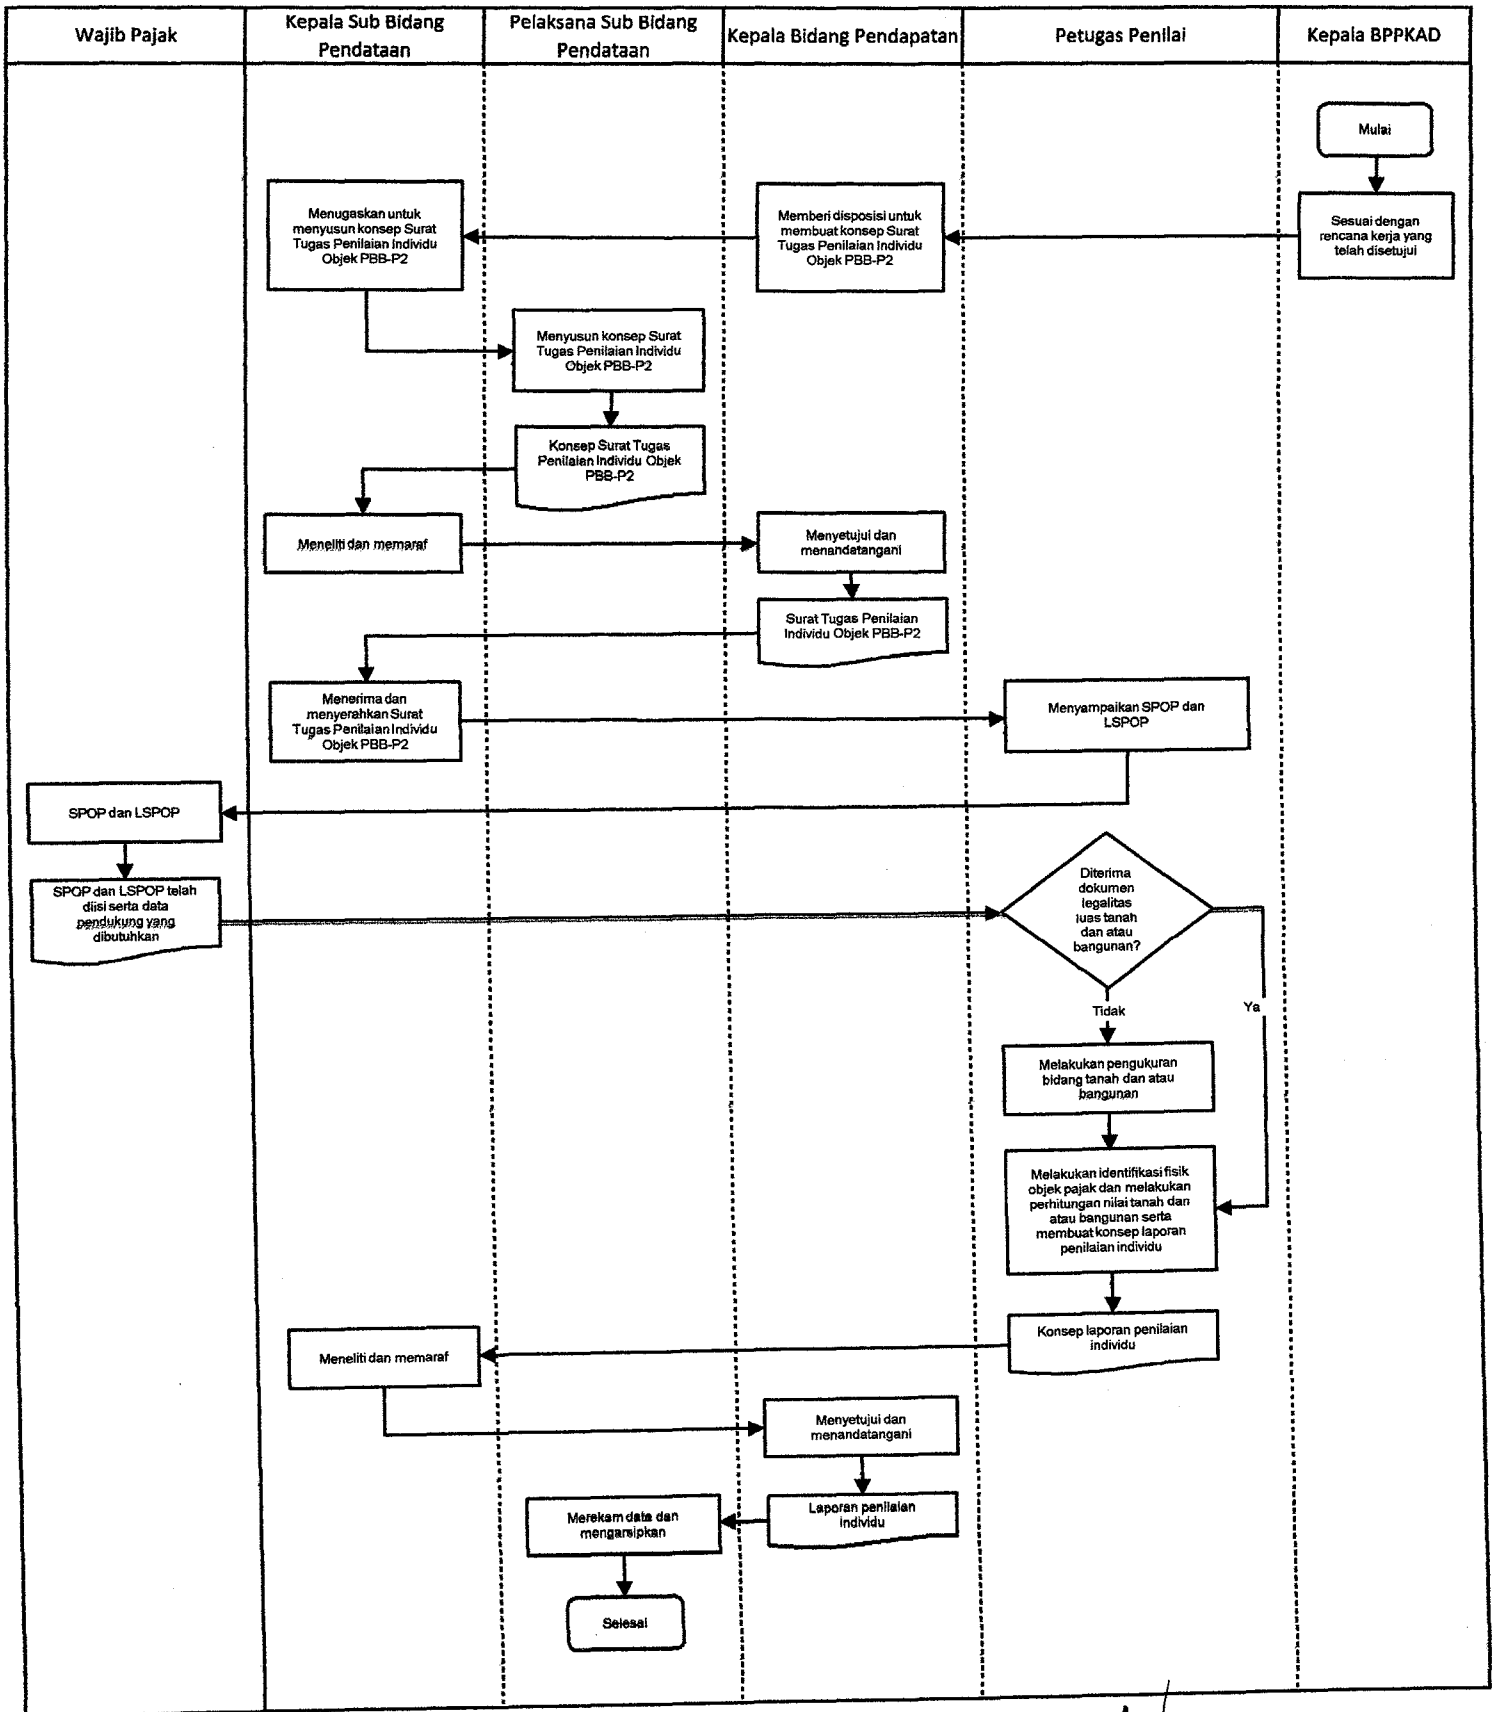 Wajib Pajak
Kepala Sub Bidang
Pendataan
Pelaksana Sub Bidang
Pendataan
Kepala Bidang Pendapatan
Petugas Penilai
Kepala BPPKAD
Mulai
Sesuai dengan
rencana kerja yang
telah disetujui
Memberi disposisi untuk
membuat konsep Surat
Tugas Penilaian Individu
Objek PBB-P2
Menugaskan untuk
menyusun konsep Surat
Tugas Penilaian Individu
Objek PBB-P2
Menyusun konsep Surat
Tugas Penilaian Individu
Objek PBB-P2
Konsep Surat Tugas
Penilaian Individu Objek
PBB-P2
Meneliti dan memaraf
Menyetujui dan
menandatangani
Surat Tugas Penilaian
Individu Objek PBB-P2
Menerima dan
menyerahkan Surat
Tugas Penilaian Individu
Objek PBB-P2
Menyampaikan SPOP dan
LSPOP
SPOP dan LSPOP
SPOP dan LSPOP telah
diisi serta data
pendukung yang
dibutuhkan
Diterima
dokumen
legalitas
luas tanah
dan atau
bangunan?
Tidak
Ya
Melakukan pengukuran
bidang tanah dan atau
bangunan
Melakukan identifikasi fisik
objek pajak dan melakukan
perhitungan nilai tanah dan
atau bangunan serta
membuat konsep laporan
penilaian individu
Konsep laporan penilaian
individu
Meneliti dan memaraf
Menyetujui dan
menandatangani
Laporan penilaian
individu
Merekam data dan
mengarsipkan
Selesai